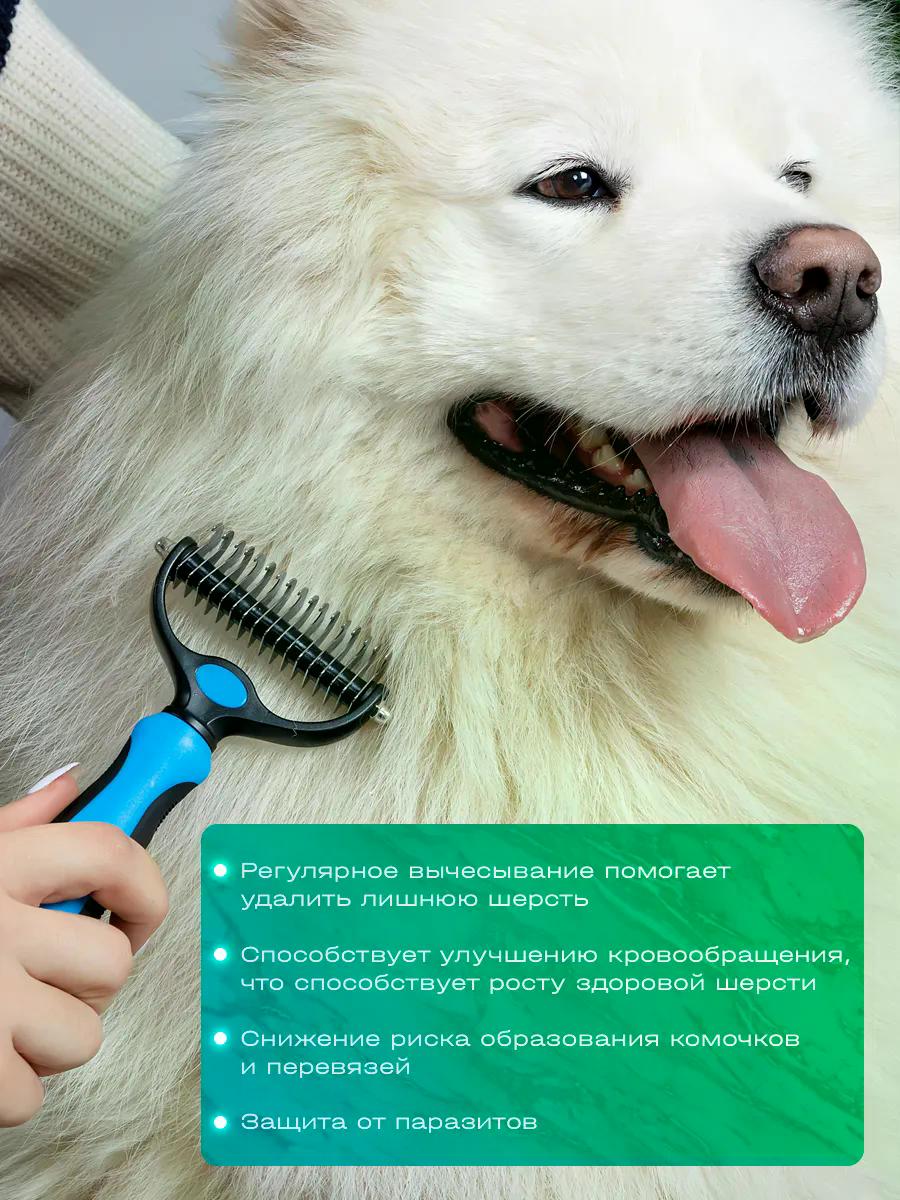 Регулярное вычесывание помогает
удалить лишнюю шерсть
Способствует улучшению кровообращения,
что способствует росту здоровой шерсти
Снижение риска образования комочков
и перевязей
Защита от паразитов